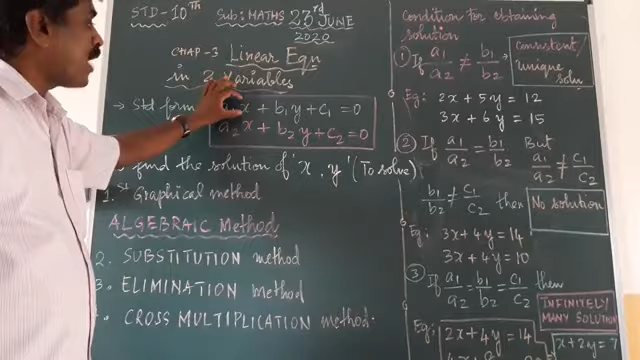 STD-10th Sub: MATHS 23rd JUNE
2020
CHAP-3 Linear Eqn
in 2 Variables
→ Std form x + b₁y + c₁ = 0
a₂x + b₂y + c₂ = 0
find the solution of 'x, y' (To solve)
1. Graphical method
ALGEBRAIC Method
2. SUBSTITUTION method
3. ELIMINATION method
CROSS MULTIPLICATION method.
Condition for obtaining
solution
① If a₁/a₂ ≠ b₁/b₂ → Consistent/
unique
solu
Eg: 2x + 5y = 12
3x + 6y = 15
② If a₁/a₂ = b₁/b₂ But
a₁/a₂ ≠ c₁/c₂
b₁/b₂ ≠ c₁/c₂ then No solution
Eg: 3x + 4y = 14
3x + 4y = 10
③ If a₁/a₂ = b₁/b₂ = c₁/c₂ then
INFINITELY
MANY SOLUTION
Eg: 2x + 4y = 14
x + 2y = 7